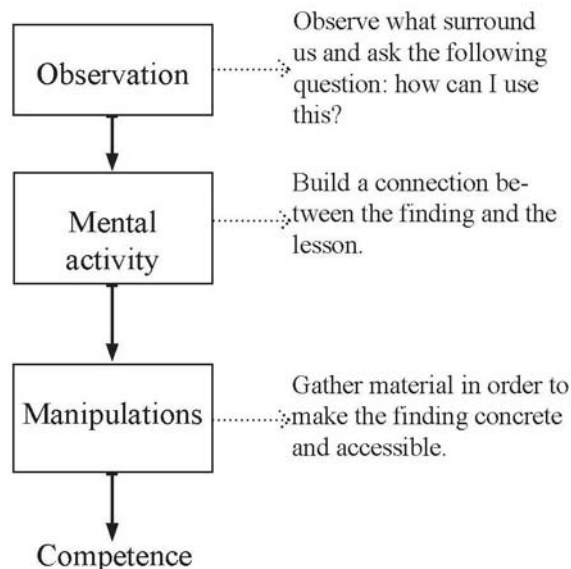 Observation
Observe what surround
us and ask the following
question: how can I use
this?
Mental
activity
Build a connection be-
tween the finding and the
lesson.
Manipulations
Gather material in order to
make the finding concrete
and accessible.
Competence